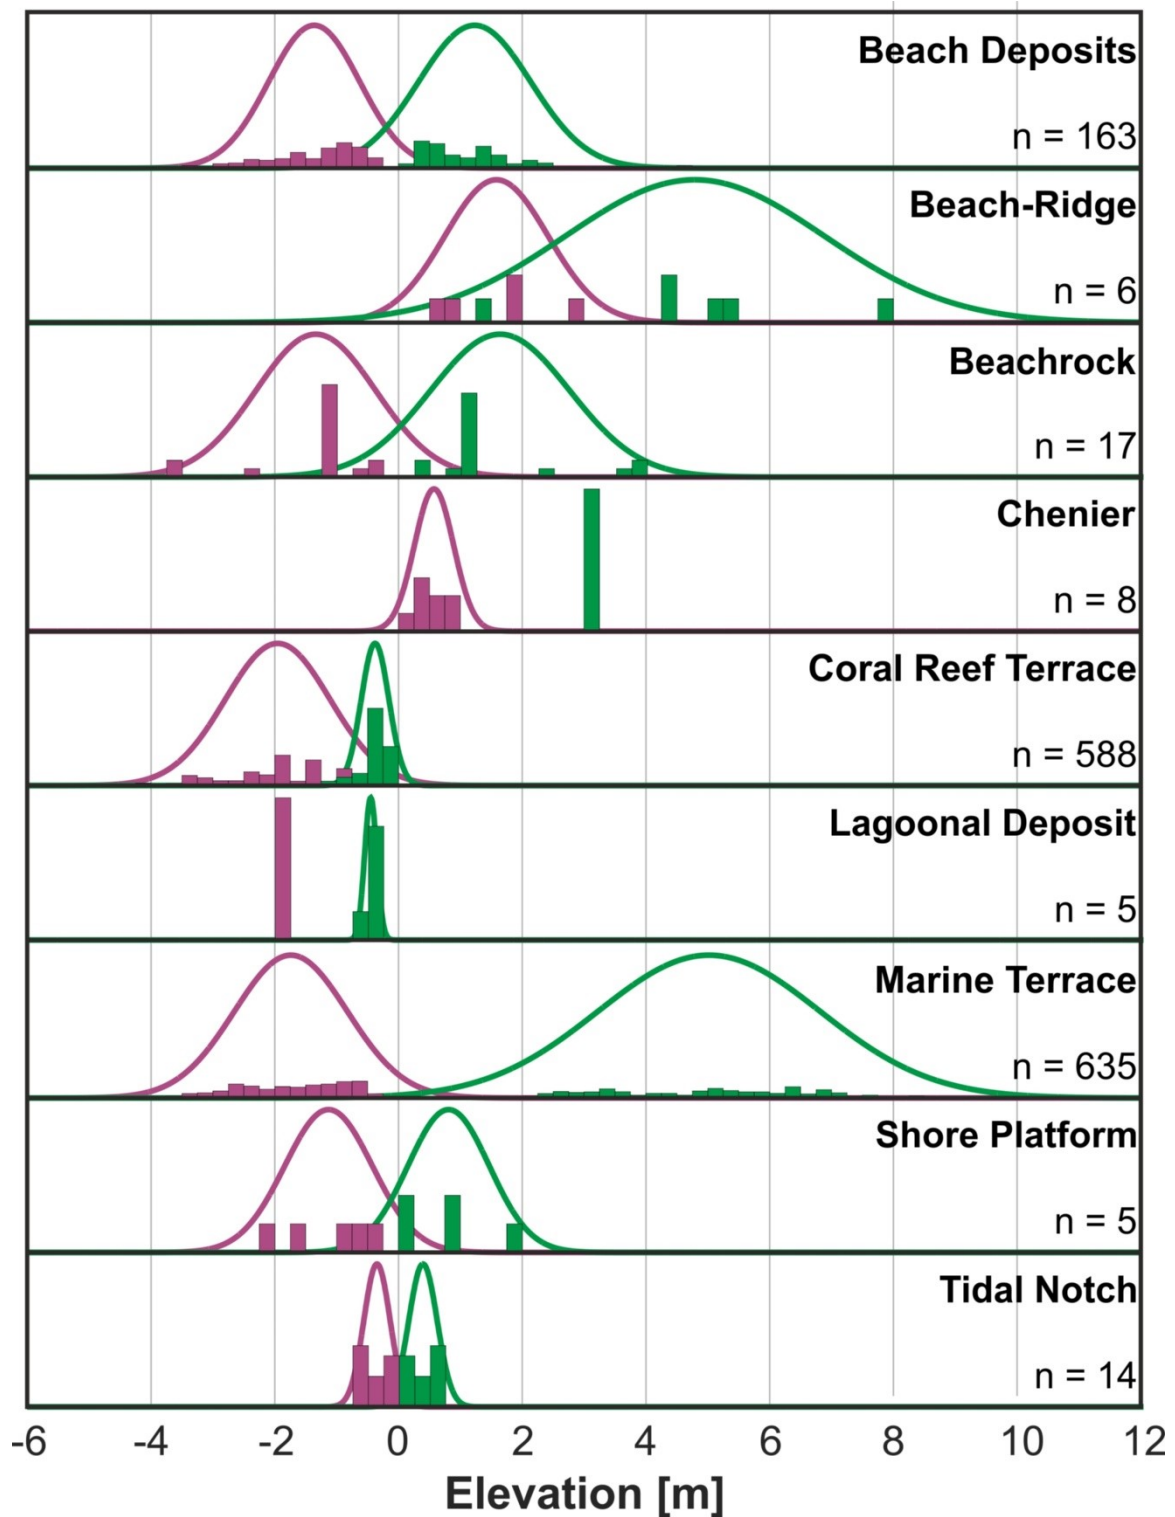 Beach Deposits
n = 163
Beach-Ridge
n = 6
Beachrock
n = 17
Chenier
n = 8
Coral Reef Terrace
n = 588
Lagoonal Deposit
n = 5
Marine Terrace
n = 635
Shore Platform
n = 5
Tidal Notch
n = 14
-6 -4 -2 0 2 4 6 8 10 12
Elevation [m]